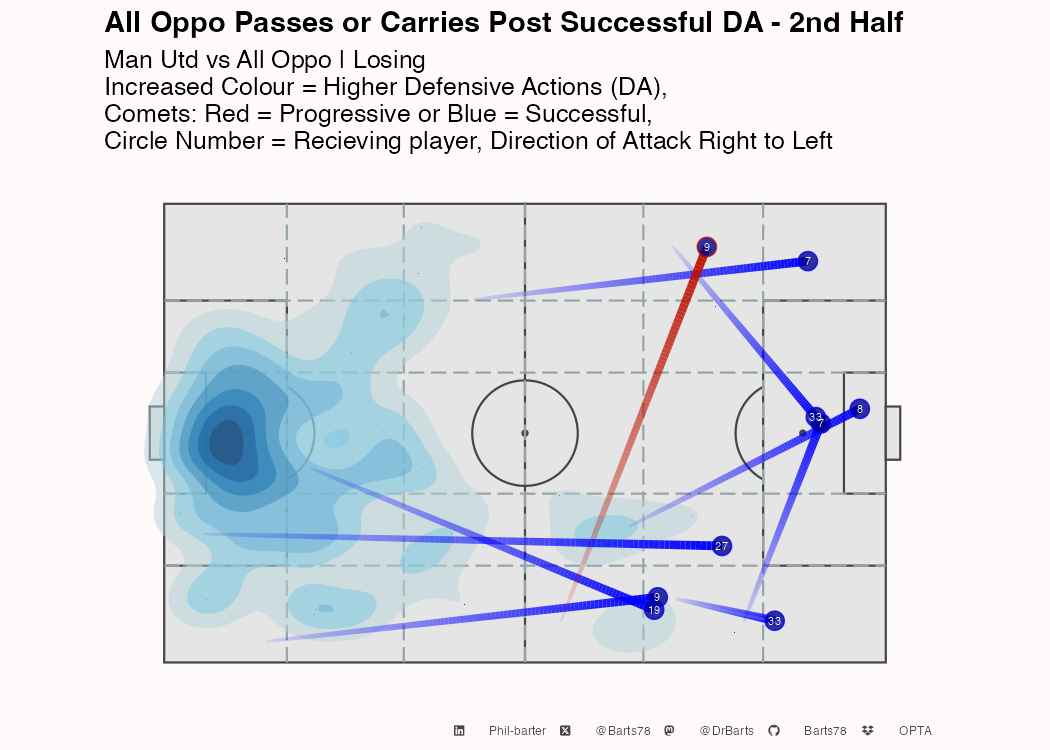 All Oppo Passes or Carries Post Successful DA - 2nd Half
Man Utd vs All Oppo | Losing
Increased Colour = Higher Defensive Actions (DA),
Comets: Red = Progressive or Blue = Successful,
Circle Number = Recieving player, Direction of Attack Right to Left
9
7
8
33
7
27
9
19
33
Phil-barter @Barts78 @DrBarts Barts78 OPTA